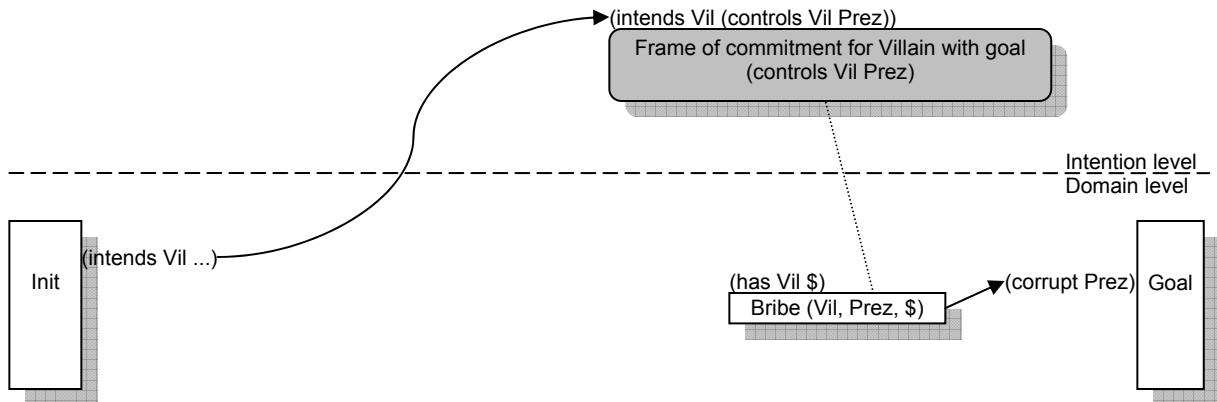 (intends Vil (controls Vil Prez))
Frame of commitment for Villain with goal
(controls Vil Prez)
Intention level
Domain level
Init
(intends Vil ...)
(has Vil $)
Bribe (Vil, Prez, $)
(corrupt Prez)
Goal